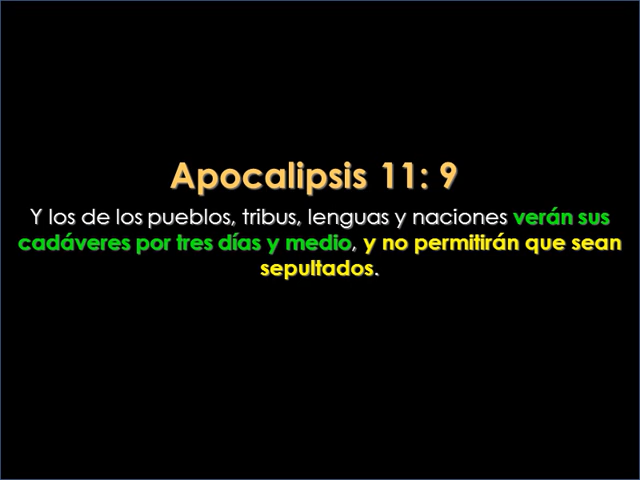 Apocalipsis 11: 9
Y los de los pueblos, tribus, lenguas y naciones verán sus
cadáveres por tres días y medio, y no permitirán que sean
sepultados.